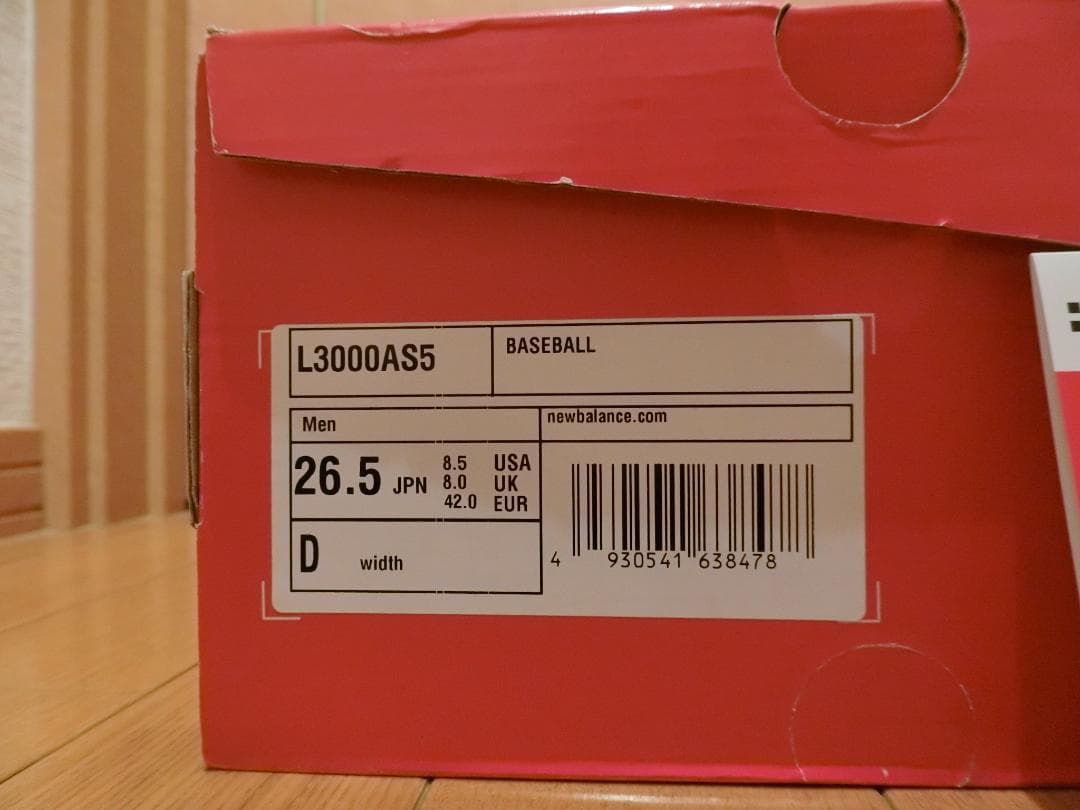 L3000AS5
BASEBALL
Men
newbalance.com
26.5 JPN
8.5 USA
8.0 UK
42.0 EUR
D width
4 930541 638478